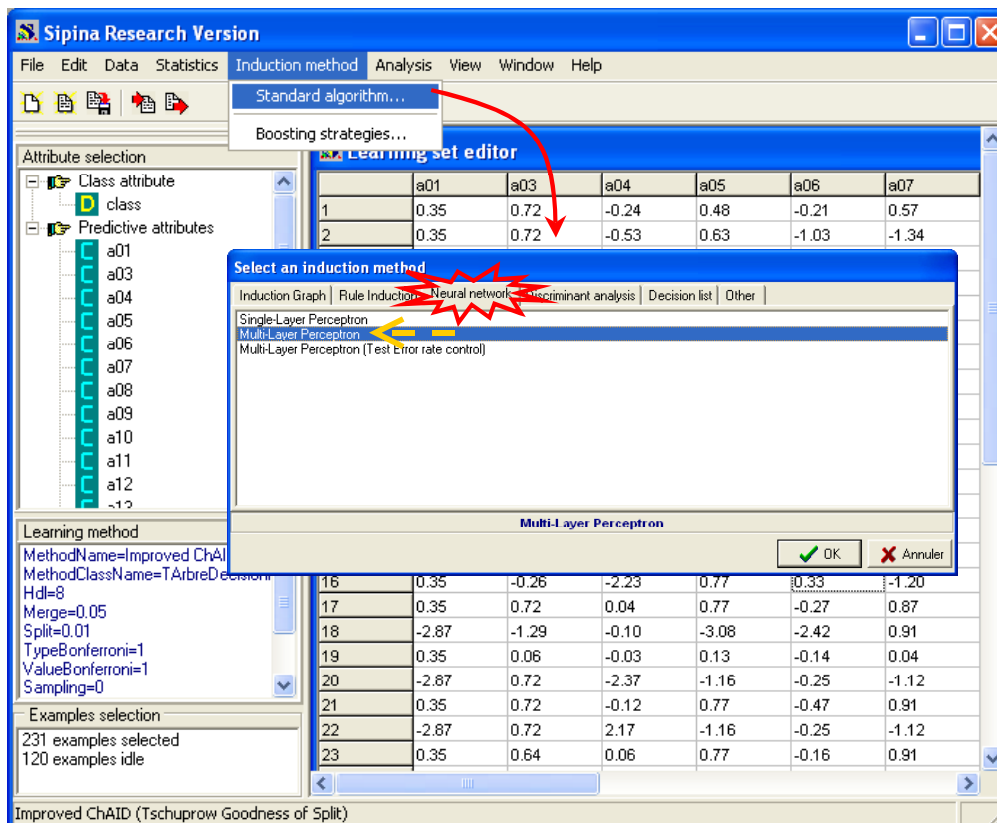 Sipina Research Version
File Edit Data Statistics Induction method Analysis View Window Help
Standard algorithm...
Boosting strategies...
Attribute selection
Class attribute
class
Predictive attributes
a01
a03
a04
a05
a06
a07
a08
a09
a10
a11
a12
Learning set editor
a01 a03 a04 a05 a06 a07
1 0.35 0.72 -0.24 0.48 -0.21 0.57
2 0.35 0.72 -0.53 0.63 -1.03 -1.34
Select an induction method
Induction Graph Rule Induction Neural network Discriminant analysis Decision list Other
Single-Layer Perceptron
Multi-Layer Perceptron
Multi-Layer Perceptron (Test Error rate control)
Multi-Layer Perceptron
OK Annuler
16 0.35 -0.26 -2.23 0.77 0.33 -1.20
17 0.35 0.72 0.04 0.77 -0.27 0.87
18 -2.87 -1.29 -0.10 -3.08 -2.42 0.91
19 0.35 0.06 -0.03 0.13 -0.14 0.04
20 -2.87 0.72 -2.37 -1.16 -0.25 -1.12
21 0.35 0.72 -0.12 0.77 -0.47 0.91
22 -2.87 0.72 2.17 -1.16 -0.25 -1.12
23 0.35 0.64 0.06 0.77 -0.16 0.91
Learning method
MethodName=Improved ChAI
MethodClassName=TArbreDecision
Hdl=8
Merge=0.05
Split=0.01
TypeBonferroni=1
ValueBonferroni=1
Sampling=0
Examples selection
231 examples selected
120 examples idle
Improved ChAID (Tschuprow Goodness of Split)